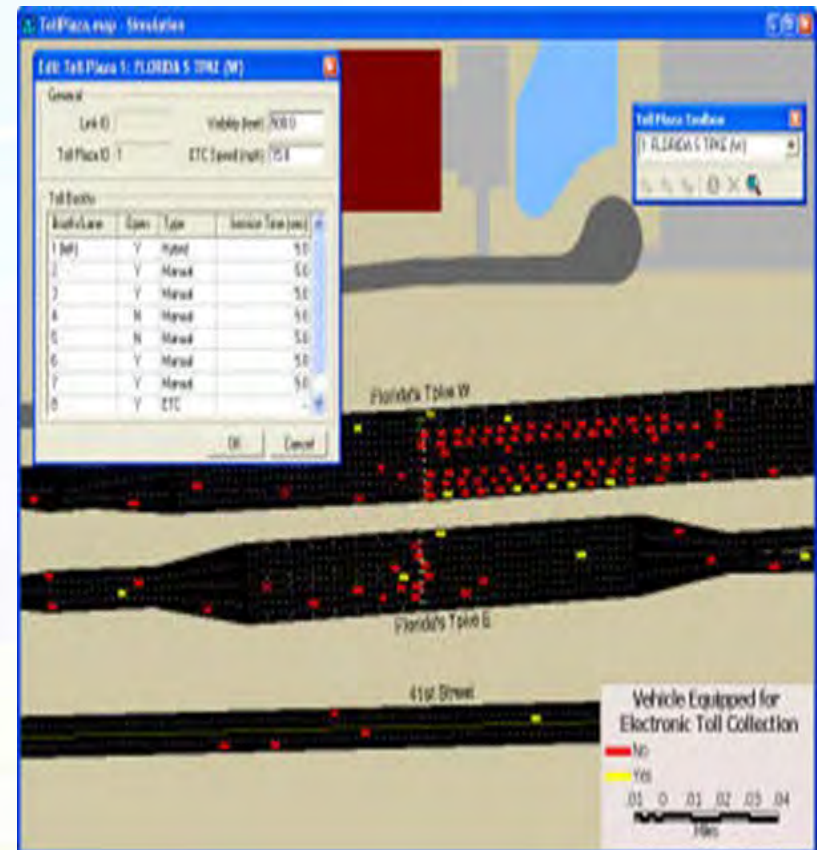 TollPlaza.map - Simulation
Edit Toll Plaza 1: FLORIDA S TPKE (W)
General
Link ID
Visibility (feet) 500.0
Toll Plaza ID 1
ETC Speed (mph)
Toll Booths
Booth/Lane Open Type Service Time (sec)
1 (left) Y Hybrid 5.0
2 Y Manual 5.0
3 Y Manual 5.0
4 N Manual 5.0
5 N Manual 5.0
6 Y Manual 5.0
7 Y Manual 5.0
8 Y ETC -
OK Cancel
Toll Plaza Toolbox
1: FLORIDA S TPKE (W)
Florida's Tpke W
Florida's Tpke E
41st Street
Vehicle Equipped for
Electronic Toll Collection
No
Yes
.01 0 .01 .02 .03 .04
Miles